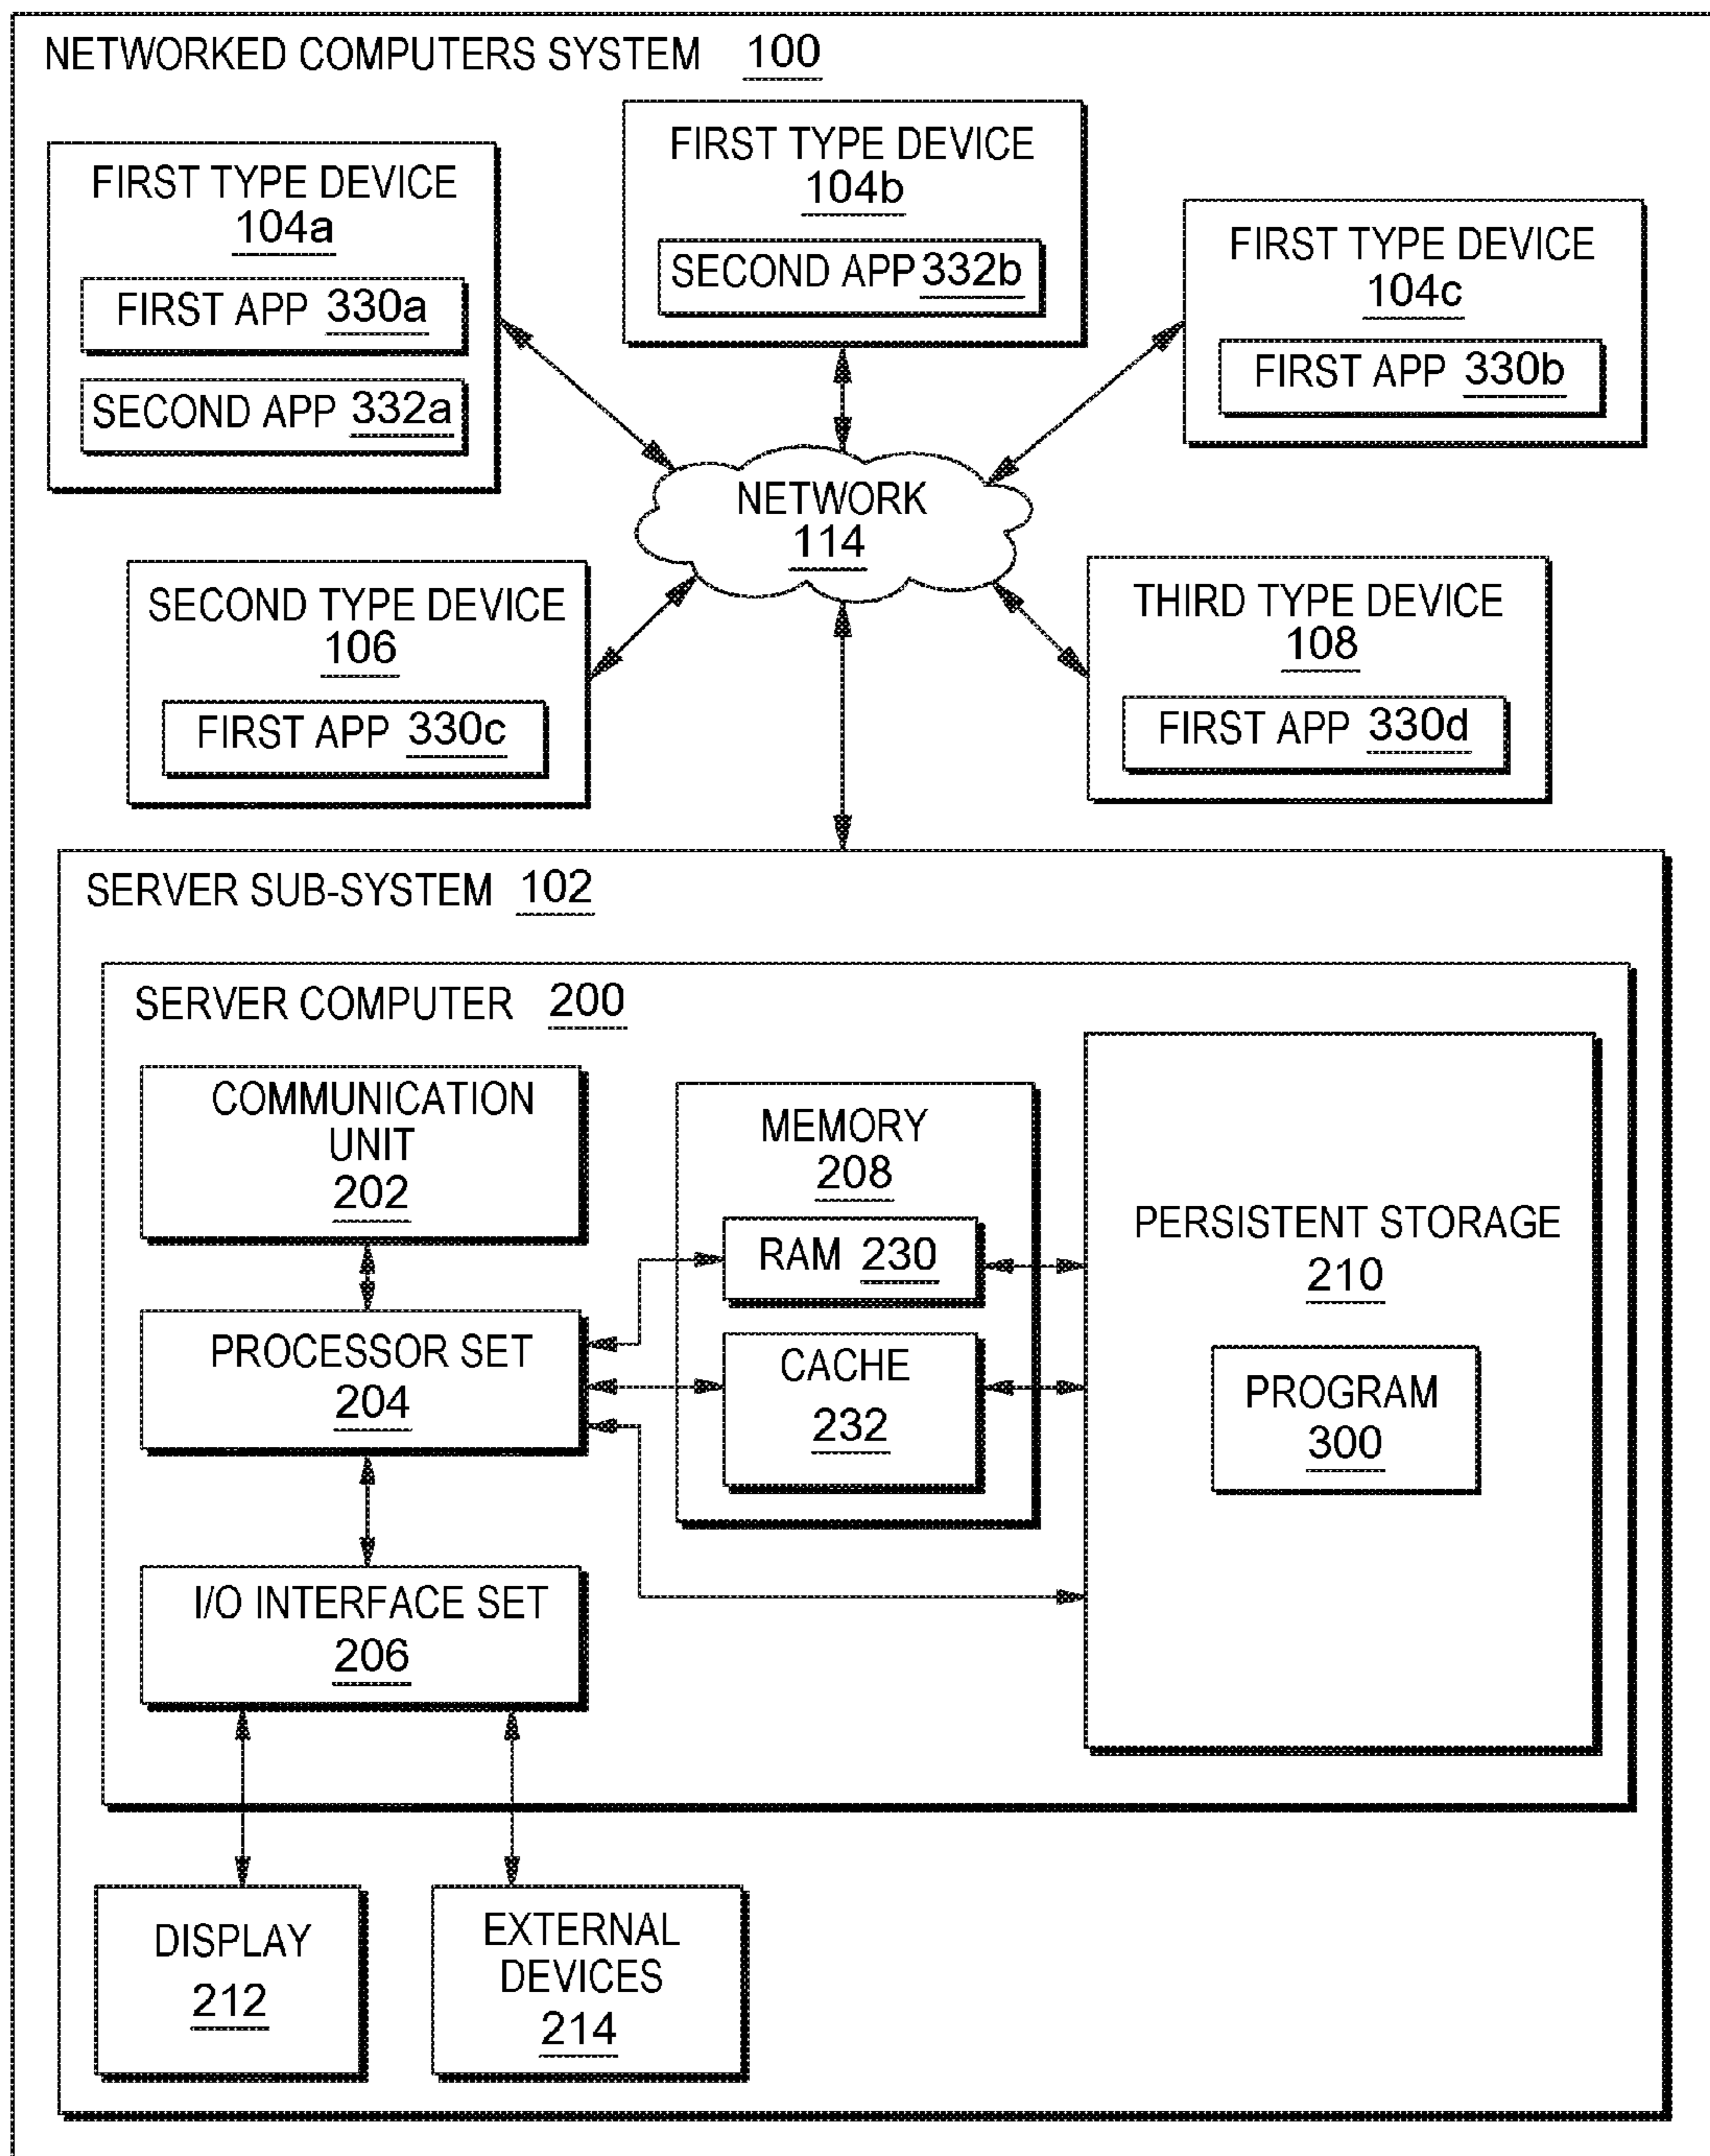 NETWORKED COMPUTERS SYSTEM 100
FIRST TYPE DEVICE
104a
FIRST APP 330a
SECOND APP 332a
FIRST TYPE DEVICE
104b
SECOND APP 332b
FIRST TYPE DEVICE
104c
FIRST APP 330b
NETWORK
114
SECOND TYPE DEVICE
106
FIRST APP 330c
THIRD TYPE DEVICE
108
FIRST APP 330d
SERVER SUB-SYSTEM 102
SERVER COMPUTER 200
COMMUNICATION
UNIT
202
PROCESSOR SET
204
I/O INTERFACE SET
206
MEMORY
208
RAM 230
CACHE
232
PERSISTENT STORAGE
210
PROGRAM
300
DISPLAY
212
EXTERNAL
DEVICES
214